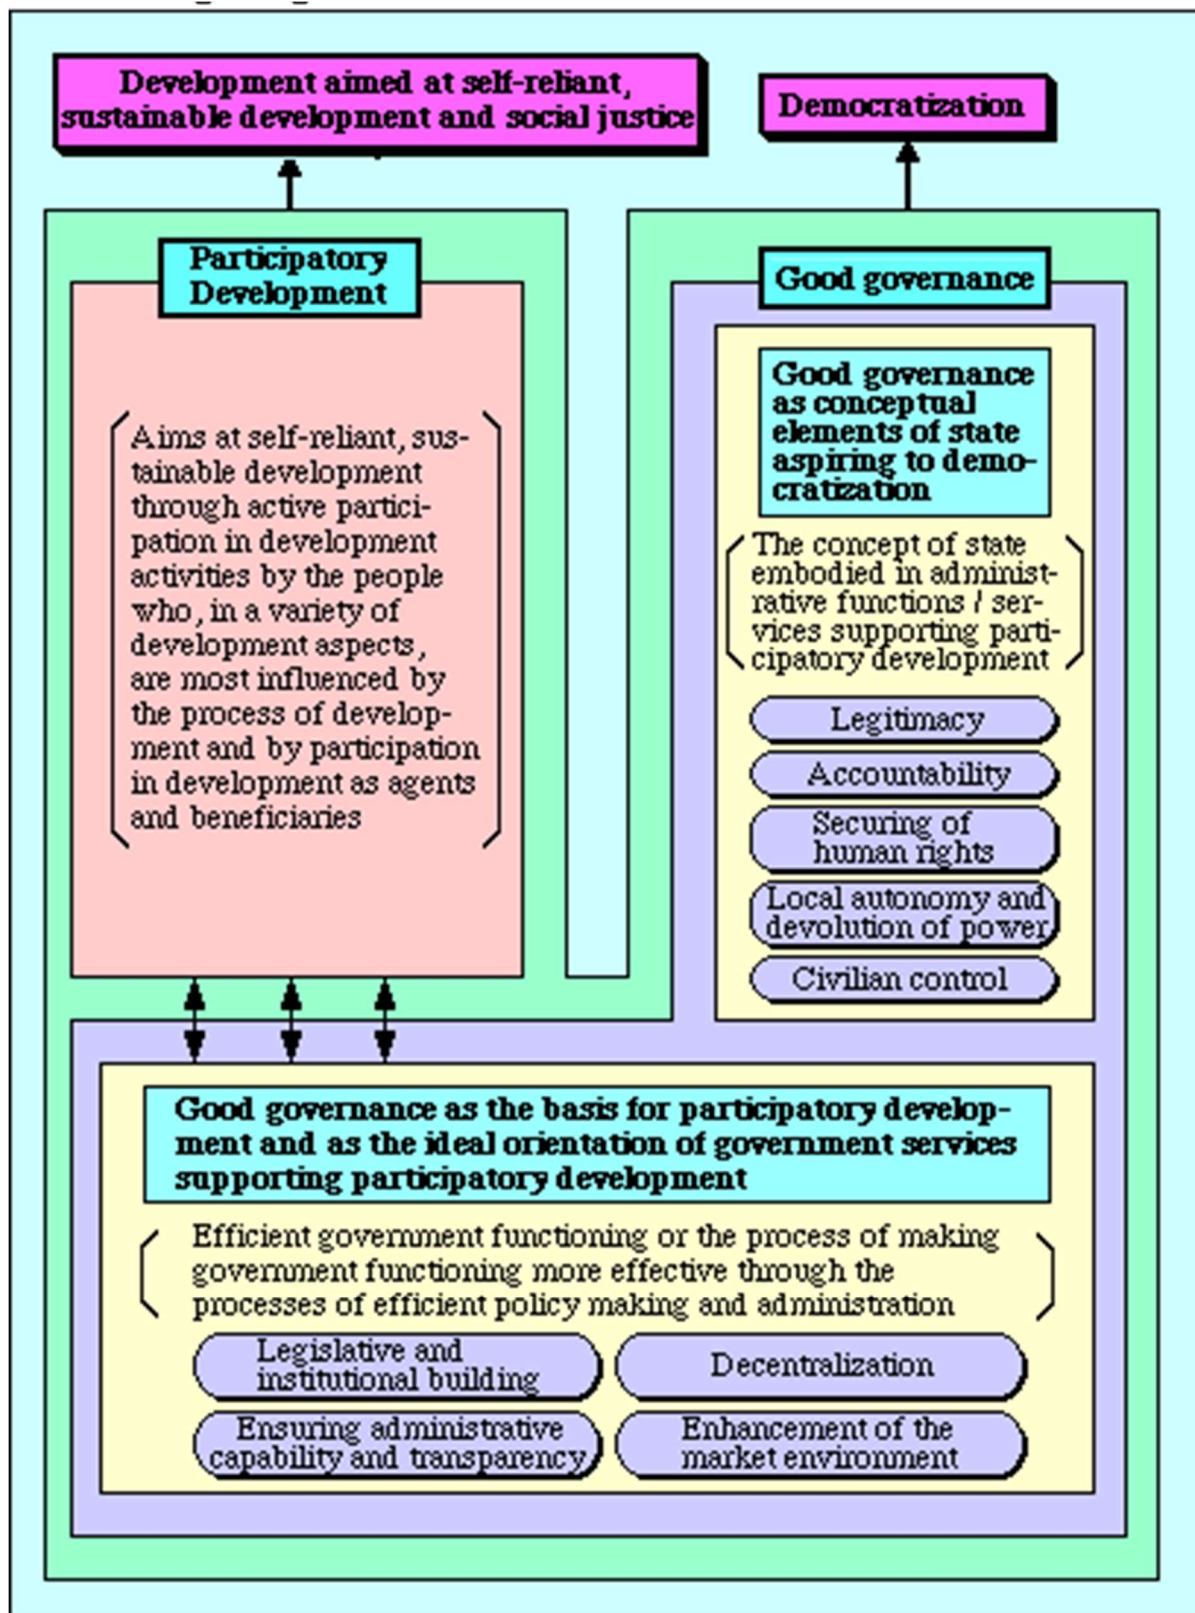 Development aimed at self-reliant,
sustainable development and social justice
Democratization
Participatory
Development
Aims at self-reliant, sus-
tainable development
through active partici-
pation in development
activities by the people
who, in a variety of
development aspects,
are most influenced by
the process of develop-
ment and by participation
in development as agents
and beneficiaries
Good governance
Good governance
as conceptual
elements of state
aspiring to demo-
cratization
The concept of state
embodied in administ-
rative functions / ser-
vices supporting parti-
cipatory development
Legitimacy
Accountability
Securing of
human rights
Local autonomy and
devolution of power
Civilian control
Good governance as the basis for participatory develop-
ment and as the ideal orientation of government services
supporting participatory development
Efficient government functioning or the process of making
government functioning more effective through the
processes of efficient policy making and administration
Legislative and
institutional building
Decentralization
Ensuring administrative
capability and transparency
Enhancement of the
market environment